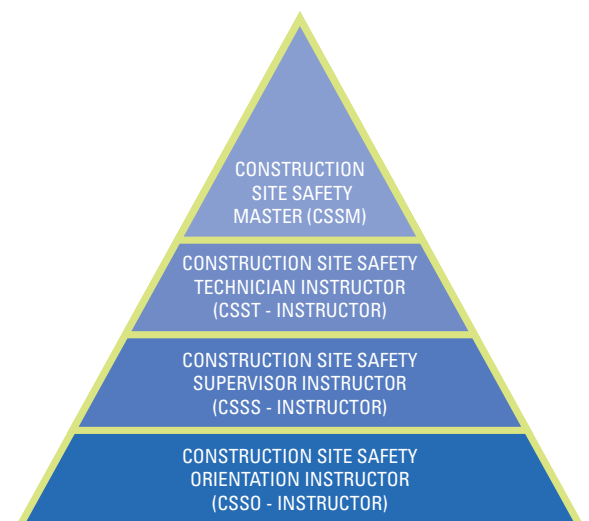 CONSTRUCTION
SITE SAFETY
MASTER (CSSM)
CONSTRUCTION SITE SAFETY
TECHNICIAN INSTRUCTOR
(CSST - INSTRUCTOR)
CONSTRUCTION SITE SAFETY
SUPERVISOR INSTRUCTOR
(CSSS - INSTRUCTOR)
CONSTRUCTION SITE SAFETY
ORIENTATION INSTRUCTOR
(CSSO - INSTRUCTOR)